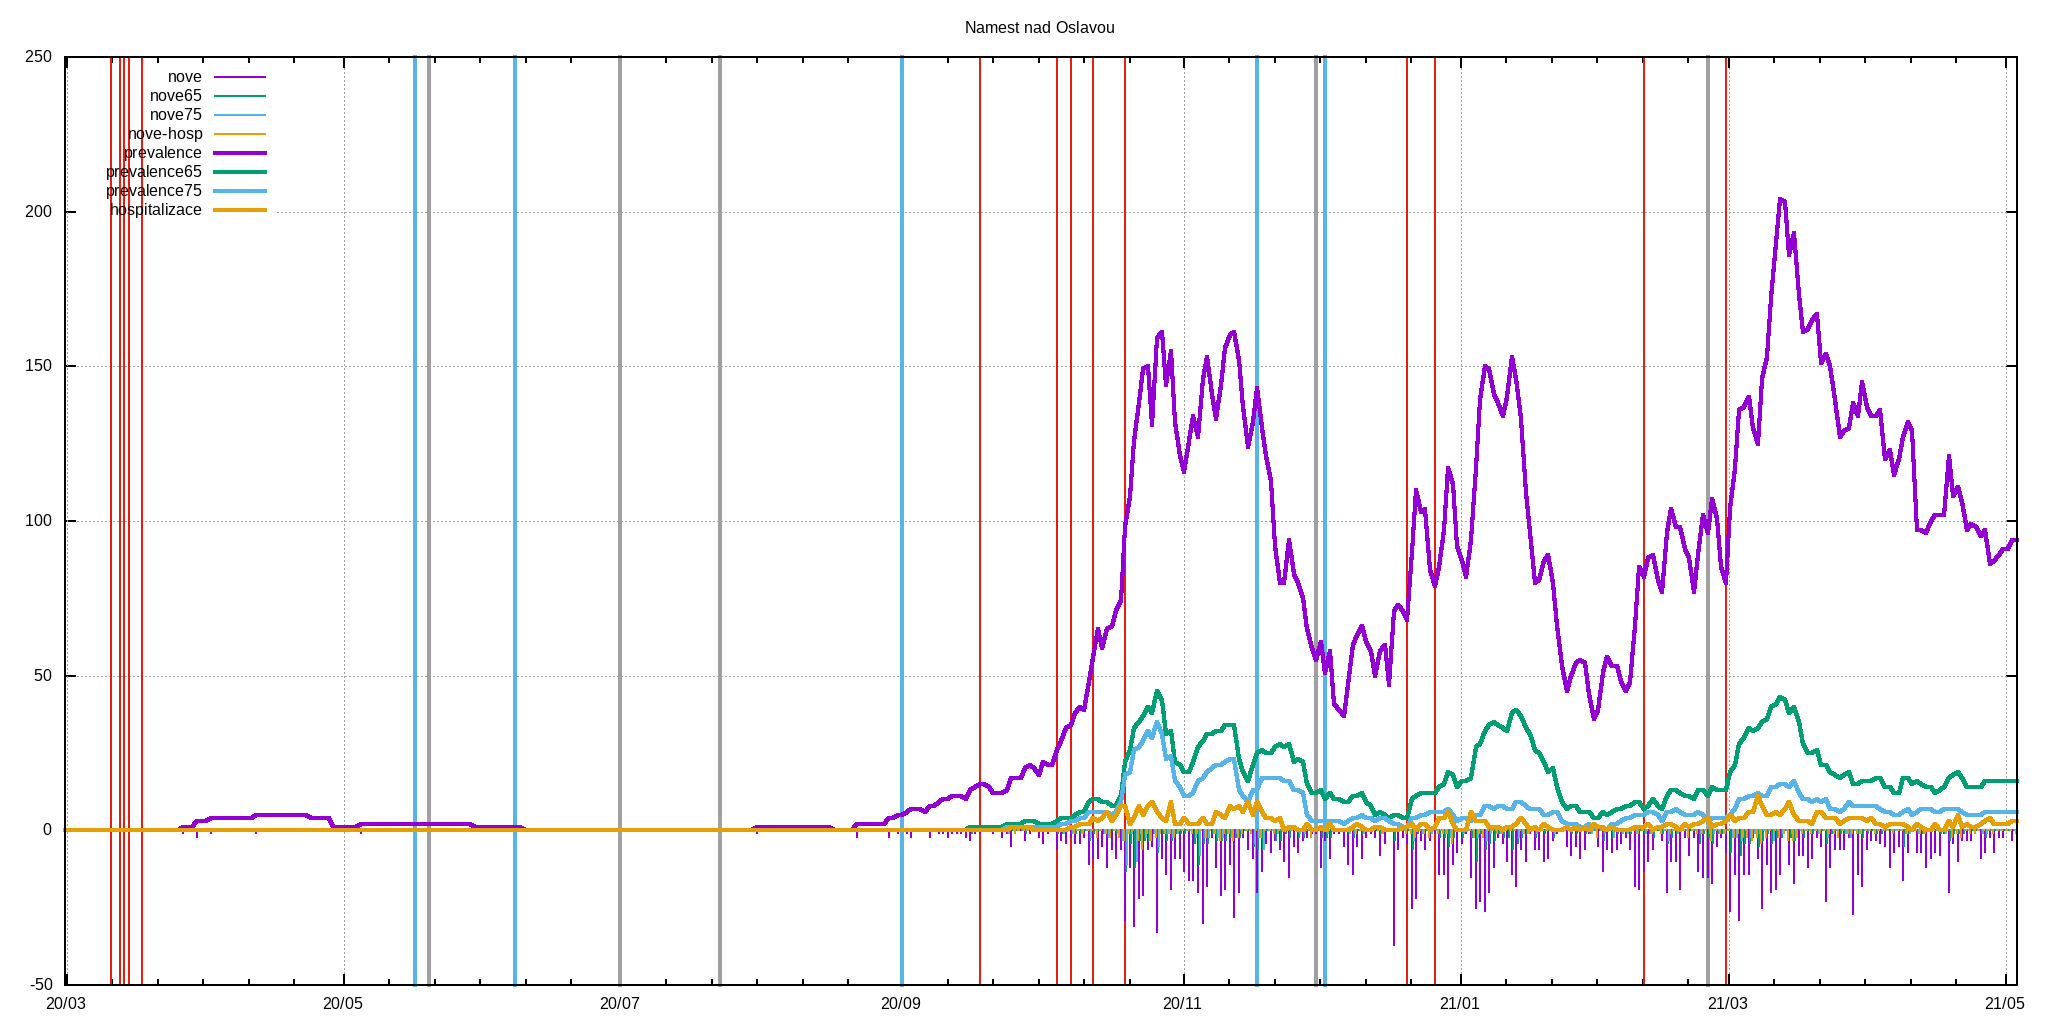 Namest nad Oslavou
250
200
150
100
50
0
-50
nove
nove65
nove75
nove-hosp
prevalence
prevalence65
prevalence75
hospitalizace
20/03 20/05 20/07 20/09 20/11 21/01 21/03 21/05